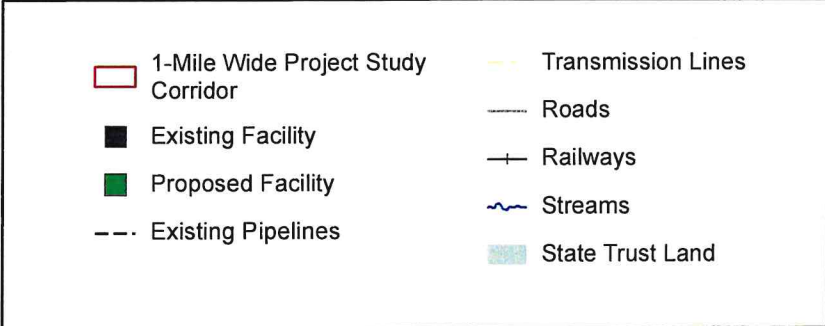 1-Mile Wide Project Study
Corridor
Existing Facility
Proposed Facility
Existing Pipelines
Transmission Lines
Roads
Railways
Streams
State Trust Land